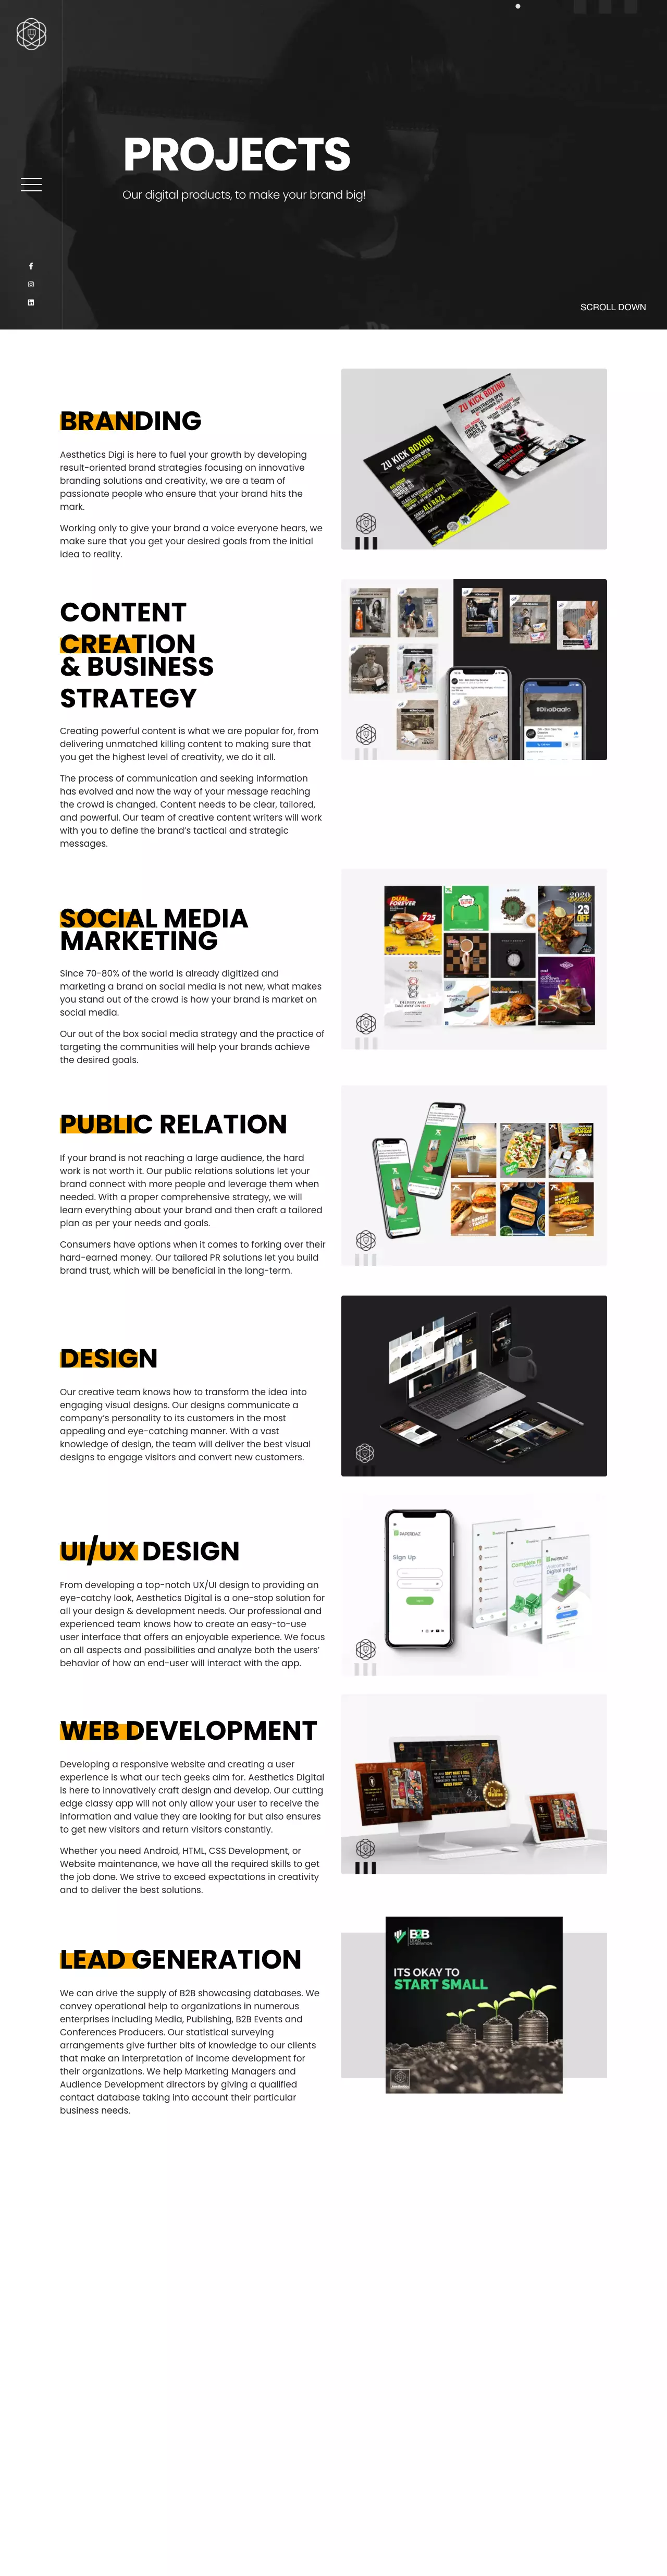 PROJECTS
Our digital products, to make your brand big!
SCROLL DOWN
BRANDING
Aesthetics Digi is here to fuel your growth by developing
result-oriented brand strategies focusing on innovative
branding solutions and creativity, we are a team of
passionate people who ensure that your brand hits the
mark.
Working only to give your brand a voice everyone hears, we
make sure that you get your desired goals from the initial
idea to reality.
ZU KICK BOXING
REGISTRATION OPEN
ZU KICK BOXING
REGISTRATION OPEN
CONTENT
CREATION
& BUSINESS
STRATEGY
Creating powerful content is what we are popular for, from
delivering unmatched killing content to making sure that
you get the highest level of creativity, we do it all.
The process of communication and seeking information
has evolved and now the way of your message reaching
the crowd is changed. Content needs to be clear, tailored,
and powerful. Our team of creative content writers will work
with you to define the brand's tactical and strategic
messages.
SOCIAL MEDIA
MARKETING
Since 70-80% of the world is already digitized and
marketing a brand on social media is not new, what makes
you stand out of the crowd is how your brand is market on
social media.
Our out of the box social media strategy and the practice of
targeting the communities will help your brands achieve
the desired goals.
DUAL
FOREVER
725
2020
20
OFF
PUBLIC RELATION
If your brand is not reaching a large audience, the hard
work is not worth it. Our public relations solutions let your
brand connect with more people and leverage them when
needed. With a proper comprehensive strategy, we will
learn everything about your brand and then craft a tailored
plan as per your needs and goals.
Consumers have options when it comes to forking over their
hard-earned money. Our tailored PR solutions let you build
brand trust, which will be beneficial in the long-term.
DESIGN
Our creative team knows how to transform the idea into
engaging visual designs. Our designs communicate a
company's personality to its customers in the most
appealing and eye-catching manner. With a vast
knowledge of design, the team will deliver the best visual
designs to engage visitors and convert new customers.
UI/UX DESIGN
From developing a top-notch UX/UI design to providing an
eye-catchy look, Aesthetics Digital is a one-stop solution for
all your design & development needs. Our professional and
experienced team knows how to create an easy-to-use
user interface that offers an enjoyable experience. We focus
on all aspects and possibilities and analyze both the users'
behavior of how an end-user will interact with the app.
PAPERDAZ
Sign Up
Welcome to
Digital paper!
WEB DEVELOPMENT
Developing a responsive website and creating a user
experience is what our tech geeks aim for. Aesthetics Digital
is here to innovatively craft design and develop. Our cutting
edge classy app will not only allow your user to receive the
information and value they are looking for but also ensures
to get new visitors and return visitors constantly.
Whether you need Android, HTML, CSS Development, or
Website maintenance, we have all the required skills to get
the job done. We strive to exceed expectations in creativity
and to deliver the best solutions.
LEAD GENERATION
We can drive the supply of B2B showcasing databases. We
convey operational help to organizations in numerous
enterprises including Media, Publishing, B2B Events and
Conferences Producers. Our statistical surveying
arrangements give further bits of knowledge to our clients
that make an interpretation of income development for
their organizations. We help Marketing Managers and
Audience Development directors by giving a qualified
contact database taking into account their particular
business needs.
B2B
LEAD
GENERATION
ITS OKAY TO
START SMALL